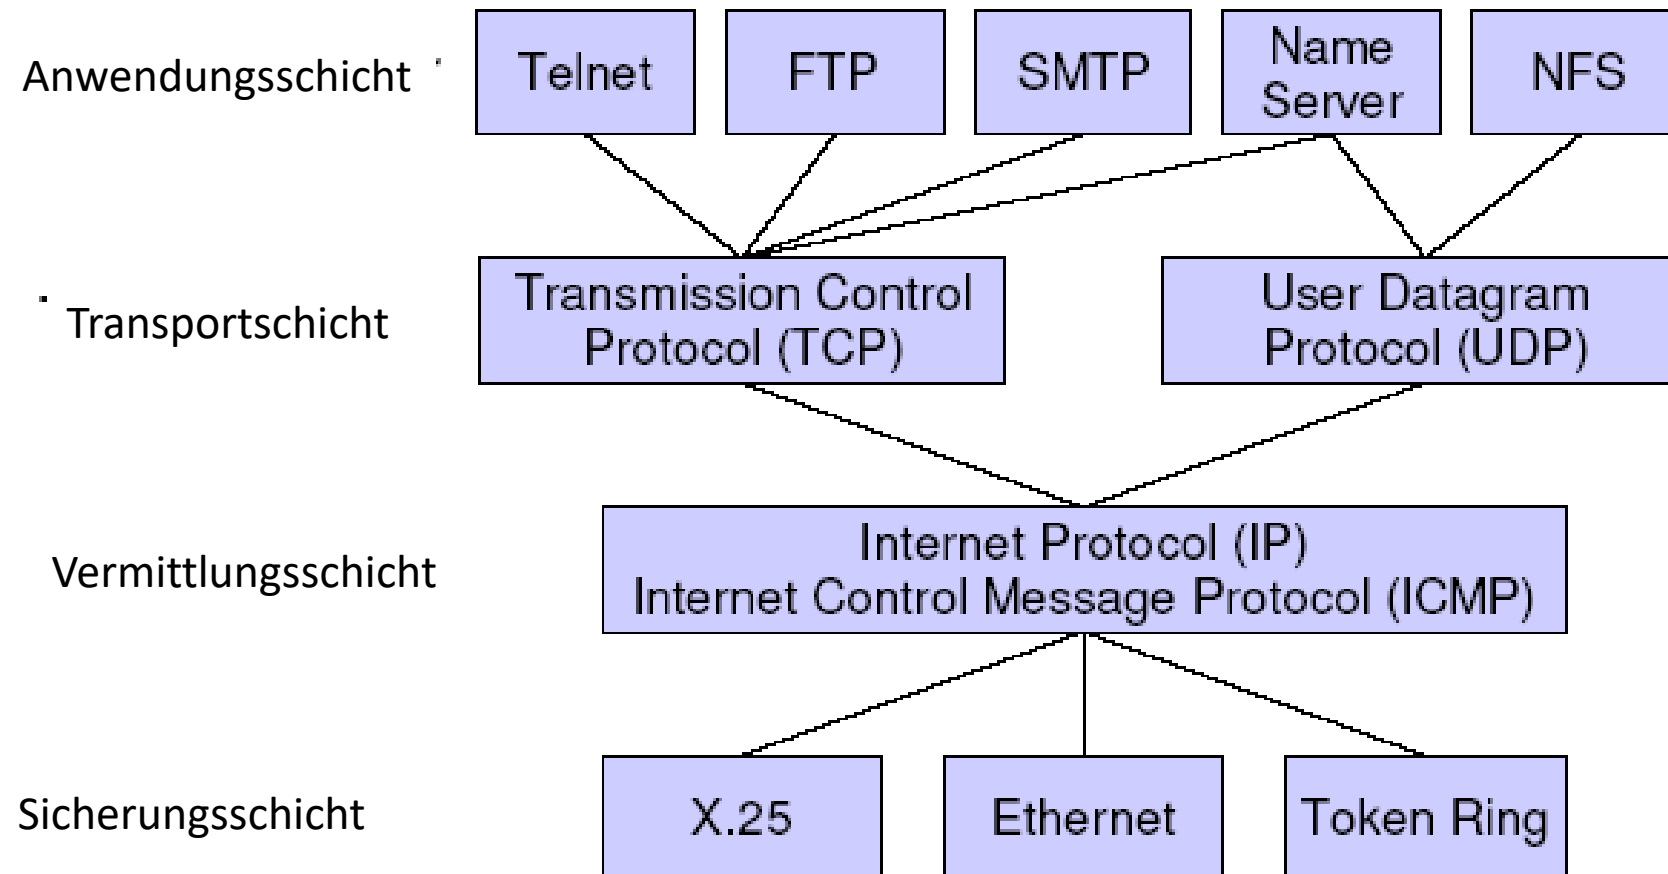 Anwendungsschicht
Telnet
FTP
SMTP
Name
Server
NFS
Transportschicht
Transmission Control
Protocol (TCP)
User Datagram
Protocol (UDP)
Vermittlungsschicht
Internet Protocol (IP)
Internet Control Message Protocol (ICMP)
Sicherungsschicht
X.25
Ethernet
Token Ring